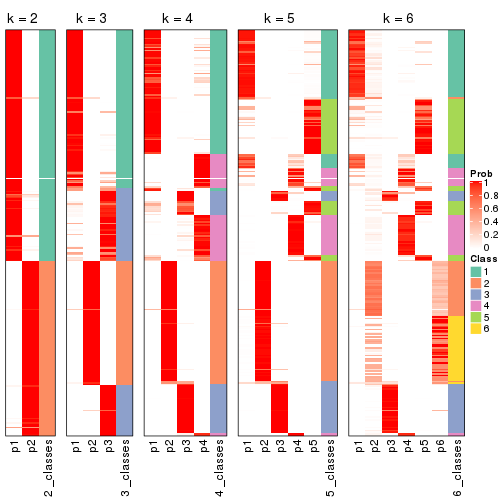 k = 2
k = 3
k = 4
k = 5
k = 6
p1
p2
2_classes
p1
p2
p3
3_classes
p1
p2
p3
p4
4_classes
p1
p2
p3
p4
p5
5_classes
p1
p2
p3
p4
p5
p6
6_classes
Prob
1
0.8
0.6
0.4
0.2
0
Class
1
2
3
4
5
6